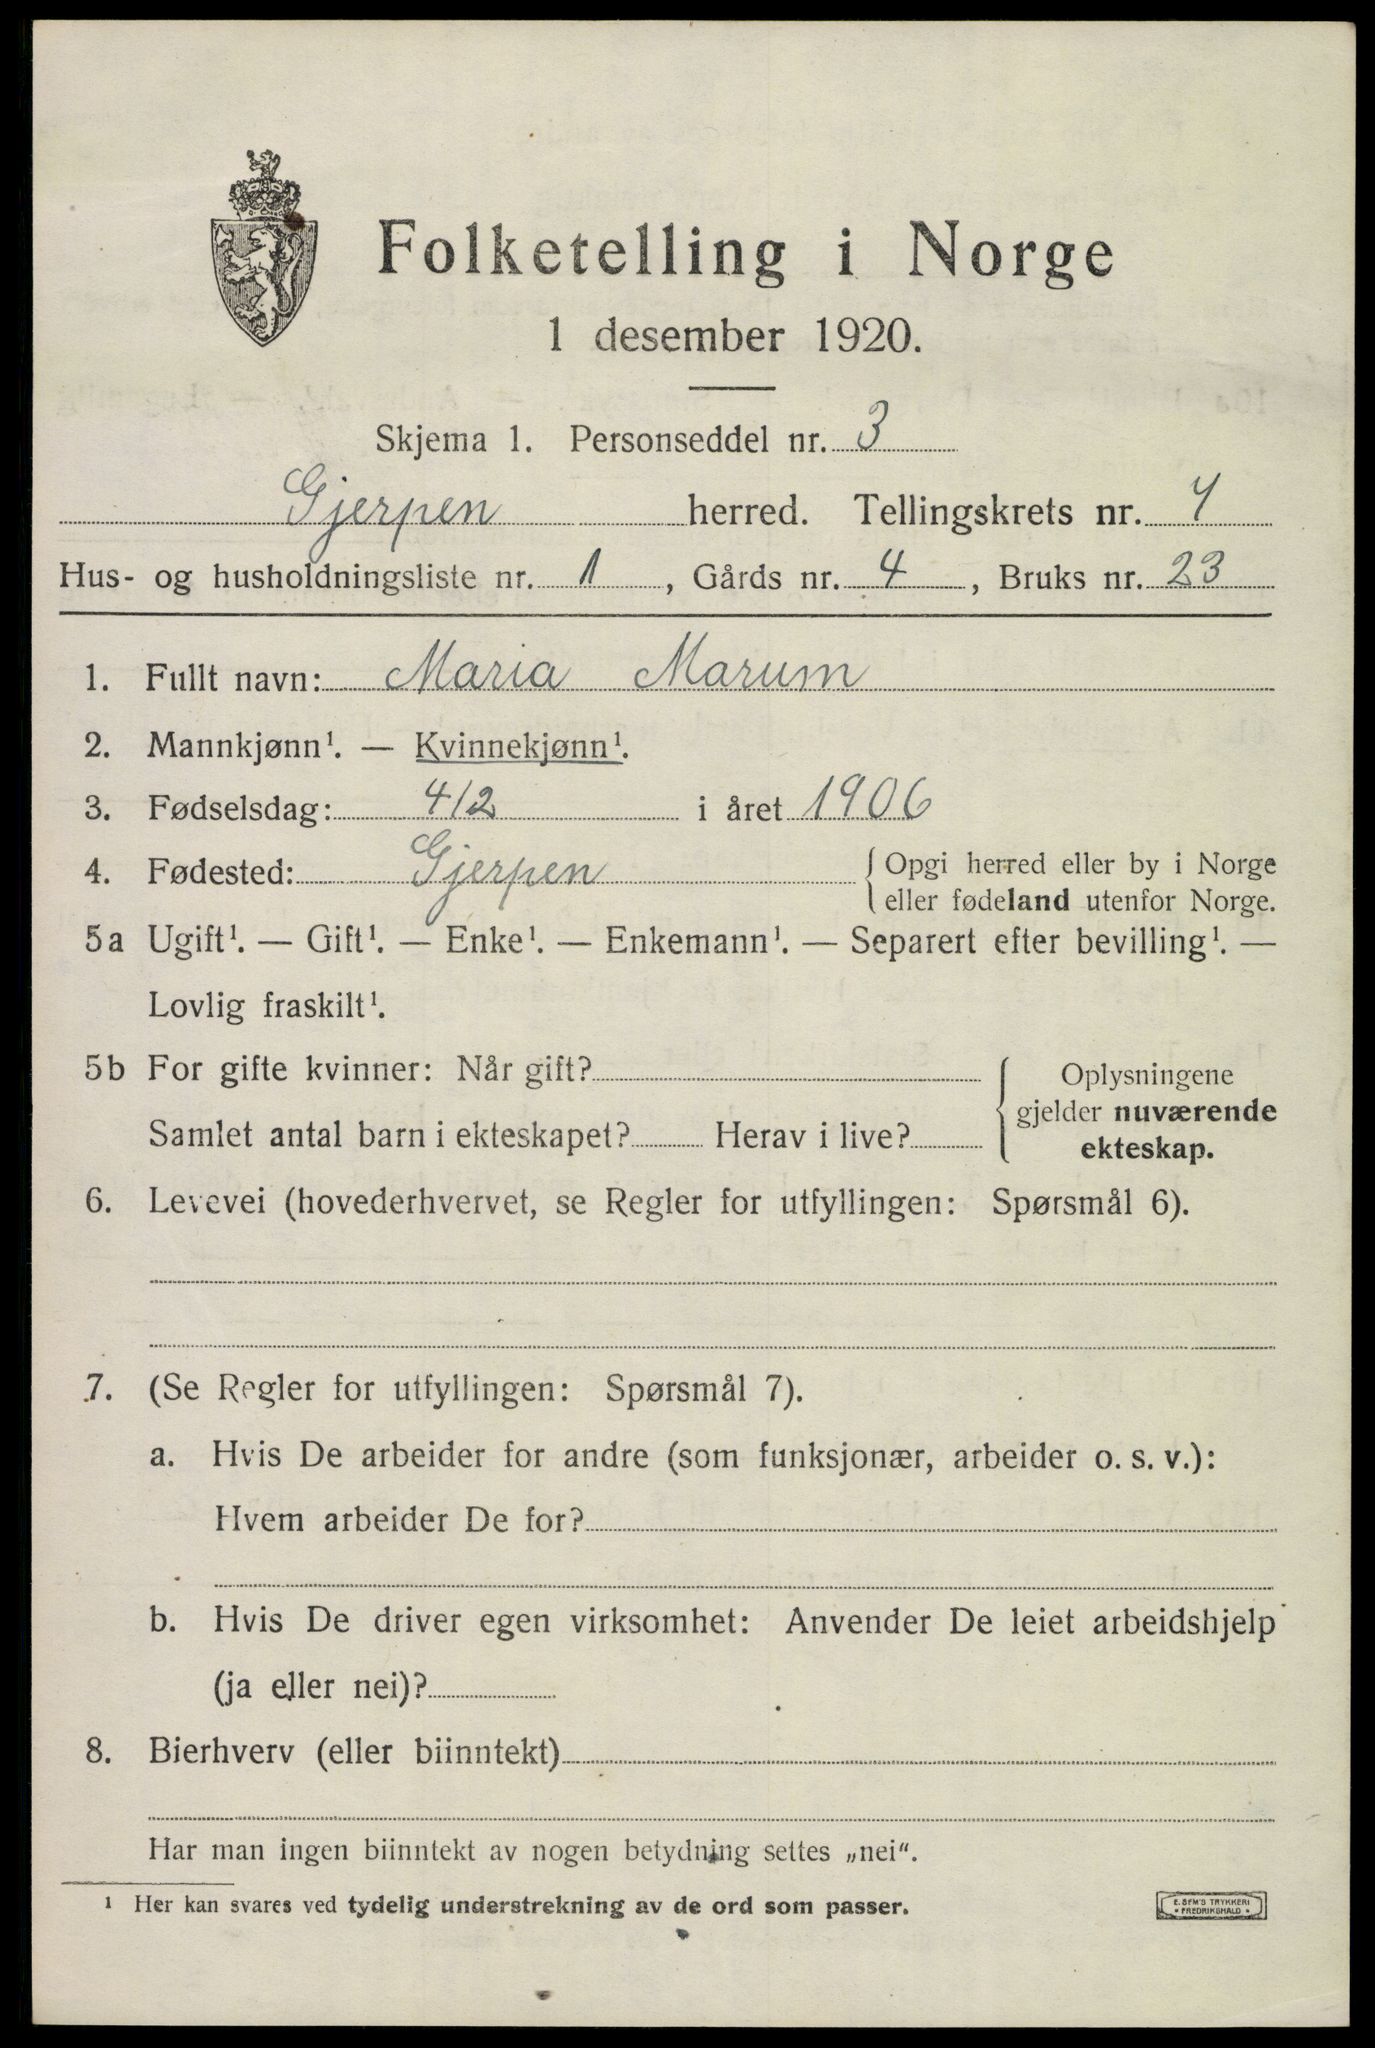 Folketelling i Norge
1 desember 1920.
Skjema 1. Personseddel nr. 3
Gjerpen herred. Tellingskrets nr. 4
Hus- og husholdningsliste nr. 1, Gårds nr. 4, Bruks nr. 23
1. Fullt navn: Maria Marum
2. Mannkjønn¹. — Kvinnekjønn¹.
3. Fødselsdag: 4/12 i året 1906
4. Fødested: Gjerpen { Opgi herred eller by i Norge
eller fødeland utenfor Norge.
5a Ugift¹. — Gift¹. — Enke¹. — Enkemann¹. — Separert efter bevilling¹. —
Lovlig fraskilt¹.
5b For gifte kvinner: Når gift?
Samlet antal barn i ekteskapet? Herav i live?
Oplysningene
gjelder nuværende
ekteskap.
6. Levevei (hovederhvervet, se Regler for utfyllingen: Spørsmål 6).
7. (Se Regler for utfyllingen: Spørsmål 7).
a. Hvis De arbeider for andre (som funksjonær, arbeider o. s. v.):
Hvem arbeider De for?
b. Hvis De driver egen virksomhet: Anvender De leiet arbeidshjelp
(ja eller nei)?
8. Bierhverv (eller biinntekt)
Har man ingen biinntekt av nogen betydning settes „nei".
¹ Her kan svares ved tydelig understrekning av de ord som passer.
E. SEM'S TRYKKERI
• FREDRIKSHALD •